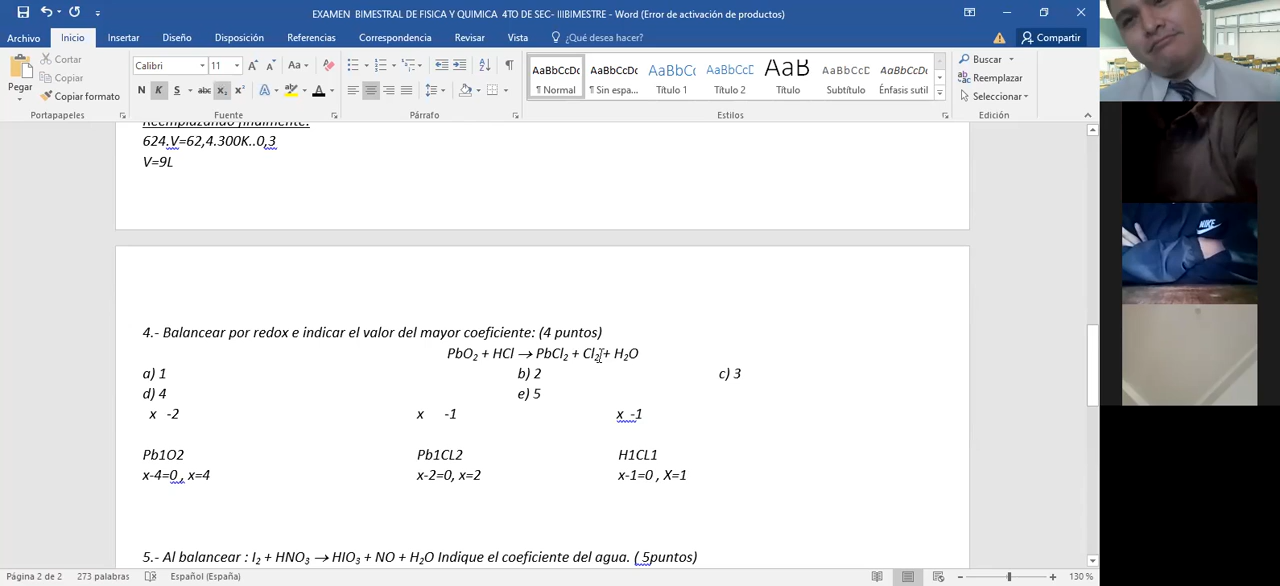 EXAMEN BIMESTRAL DE FISICA Y QUIMICA 4TO DE SEC- IIIBIMESTRE - Word (Error de activación de productos)
Archivo Inicio Insertar Diseño Disposición Referencias Correspondencia Revisar Vista ¿Qué desea hacer? Compartir
Pegar
Cortar
Copiar
Copiar formato
Portapapeles
Calibri 11
N K S abc X₂ X²
Fuente
Párrafo
AaBbCcDc
¶ Normal
AaBbCcDc
¶ Sin espa...
AaBbCc
Título 1
AaBbCcC
Título 2
AaB
Título
AaBbCcC
Subtítulo
AaBbCcDc
Énfasis sutil
Estilos
Buscar
Reemplazar
Seleccionar
Edición
Reemplazando finalmente:
624.V=62,4.300K..0,3
V=9L
4.- Balancear por redox e indicar el valor del mayor coeficiente: (4 puntos)
PbO₂ + HCl → PbCl₂ + Cl₂ + H₂O
a) 1 b) 2 c) 3
d) 4 e) 5
x -2 x -1 x -1
Pb1O2 Pb1CL2 H1CL1
x-4=0 , x=4 x-2=0, x=2 x-1=0 , X=1
5.- Al balancear : I₂ + HNO₃ → HIO₃ + NO + H₂O Indique el coeficiente del agua. ( 5puntos)
NIKE
Página 2 de 2 273 palabras Español (España) 130 %